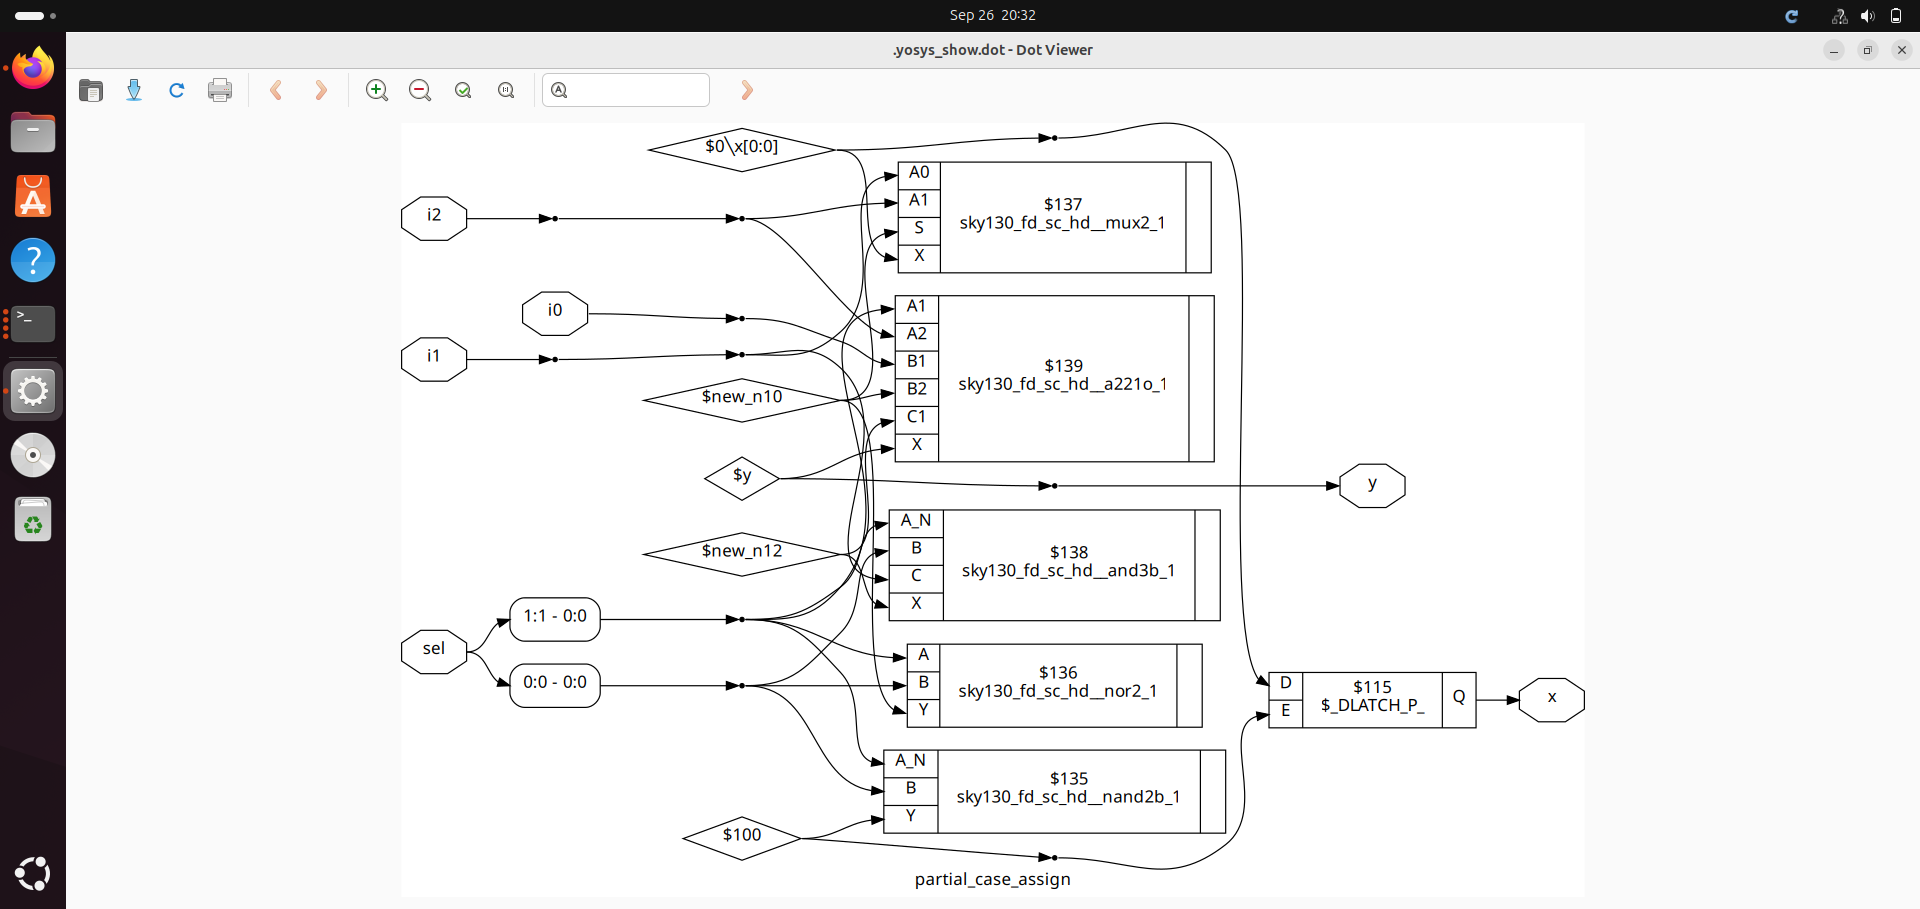 Sep 26 20:32
.yosys_show.dot - Dot Viewer
$0\x[0:0]
i2
i0
i1
$new_n10
$y
$new_n12
1:1 - 0:0
sel
0:0 - 0:0
$100
A0
A1
S
X
$137
sky130_fd_sc_hd__mux2_1
A1
A2
B1
B2
C1
X
$139
sky130_fd_sc_hd__a221o_1
y
A_N
B
C
X
$138
sky130_fd_sc_hd__and3b_1
A
B
Y
$136
sky130_fd_sc_hd__nor2_1
D
E
$115
$_DLATCH_P_
Q
x
A_N
B
Y
$135
sky130_fd_sc_hd__nand2b_1
partial_case_assign